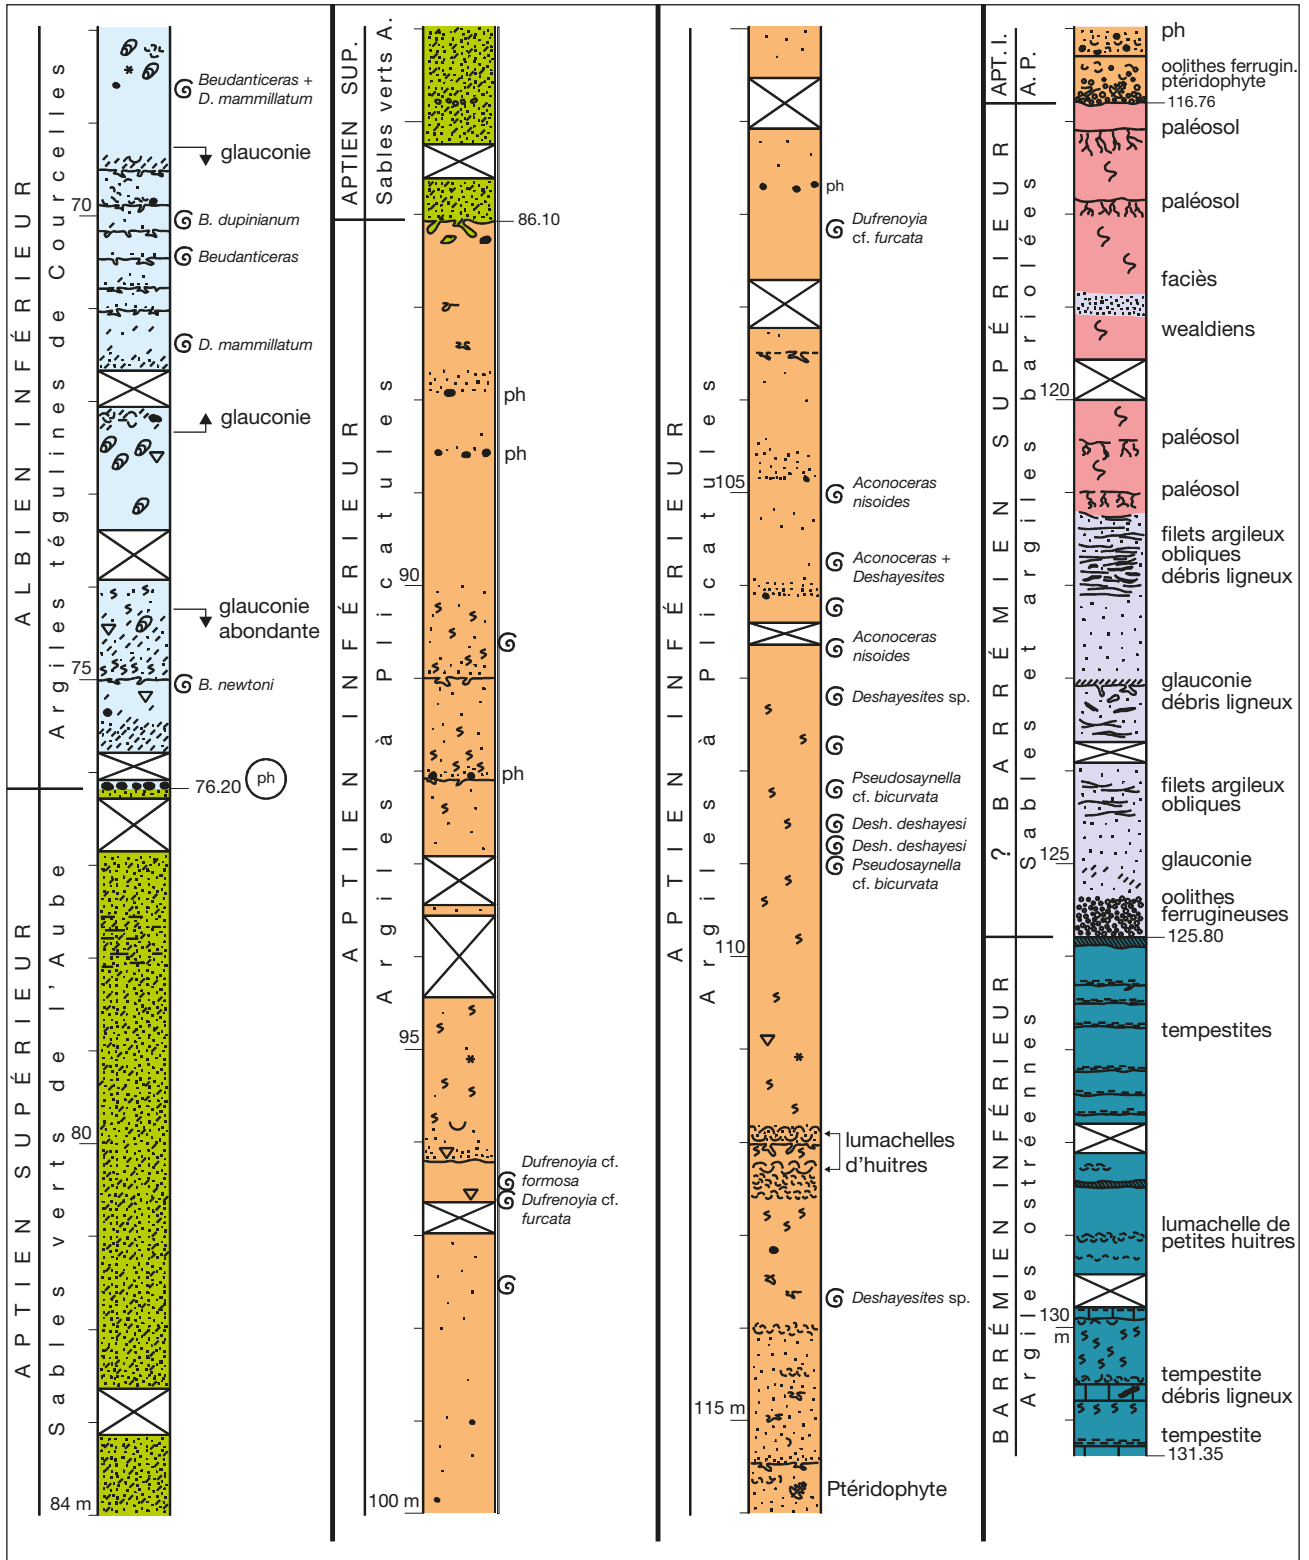 ALBIEN INFÉRIEUR
Argiles tégulines de Courcelles
APTIEN SUPÉRIEUR
Sables verts de l'Aube
Beudanticeras +
D. mammillatum
glauconie
70
B. dupinianum
Beudanticeras
D. mammillatum
glauconie
glauconie
abondante
75
B. newtoni
76.20
ph
80
84 m
APTIEN SUP.
Sables verts A.
APTIEN INFÉRIEUR
Argiles à Plicatules
86.10
ph
ph
90
ph
95
Dufrenoyia cf.
formosa
Dufrenoyia cf.
furcata
100 m
APTIEN INFÉRIEUR
Argiles à Plicatules
ph
Dufrenoyia
cf. furcata
105
Aconoceras
nisoides
Aconoceras +
Deshayesites
Aconoceras
nisoides
Deshayesites sp.
Pseudosaynella
cf. bicurvata
Desh. deshayesi
Desh. deshayesi
Pseudosaynella
cf. bicurvata
110
lumachelles
d'huitres
Deshayesites sp.
115 m
Ptéridophyte
APT. I.
A. P.
? BARRÉMIEN SUPÉRIEUR
Sables et argiles bariolées
BARRÉMIEN INFÉRIEUR
Argiles ostréennes
ph
oolithes ferrugin.
ptéridophyte
116.76
paléosol
paléosol
faciès
wealdiens
120
paléosol
paléosol
filets argileux
obliques
débris ligneux
glauconie
débris ligneux
filets argileux
obliques
125
glauconie
oolithes
ferrugineuses
125.80
tempestites
lumachelle de
petites huitres
130
m
tempestite
débris ligneux
tempestite
131.35